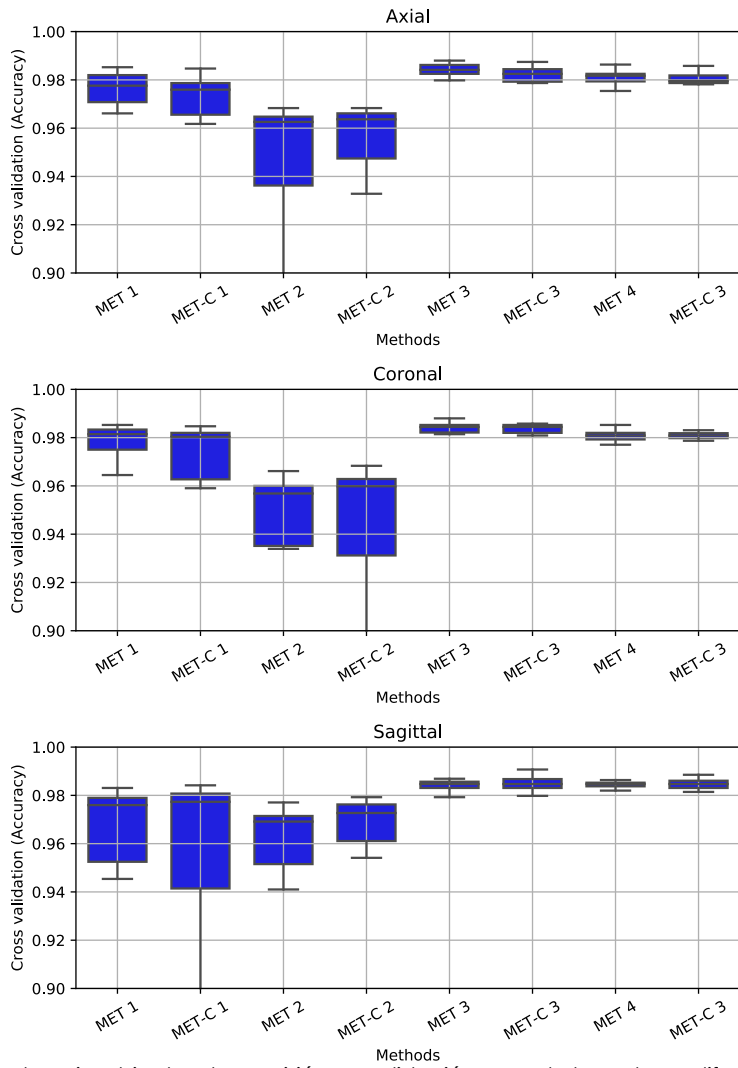 Axial
Cross validation (Accuracy)
1.00
0.98
0.96
0.94
0.92
0.90
MET 1
MET-C 1
MET 2
MET-C 2
MET 3
MET-C 3
MET 4
MET-C 3
Methods
Coronal
Cross validation (Accuracy)
1.00
0.98
0.96
0.94
0.92
0.90
MET 1
MET-C 1
MET 2
MET-C 2
MET 3
MET-C 3
MET 4
MET-C 3
Methods
Sagittal
Cross validation (Accuracy)
1.00
0.98
0.96
0.94
0.92
0.90
MET 1
MET-C 1
MET 2
MET-C 2
MET 3
MET-C 3
MET 4
MET-C 3
Methods